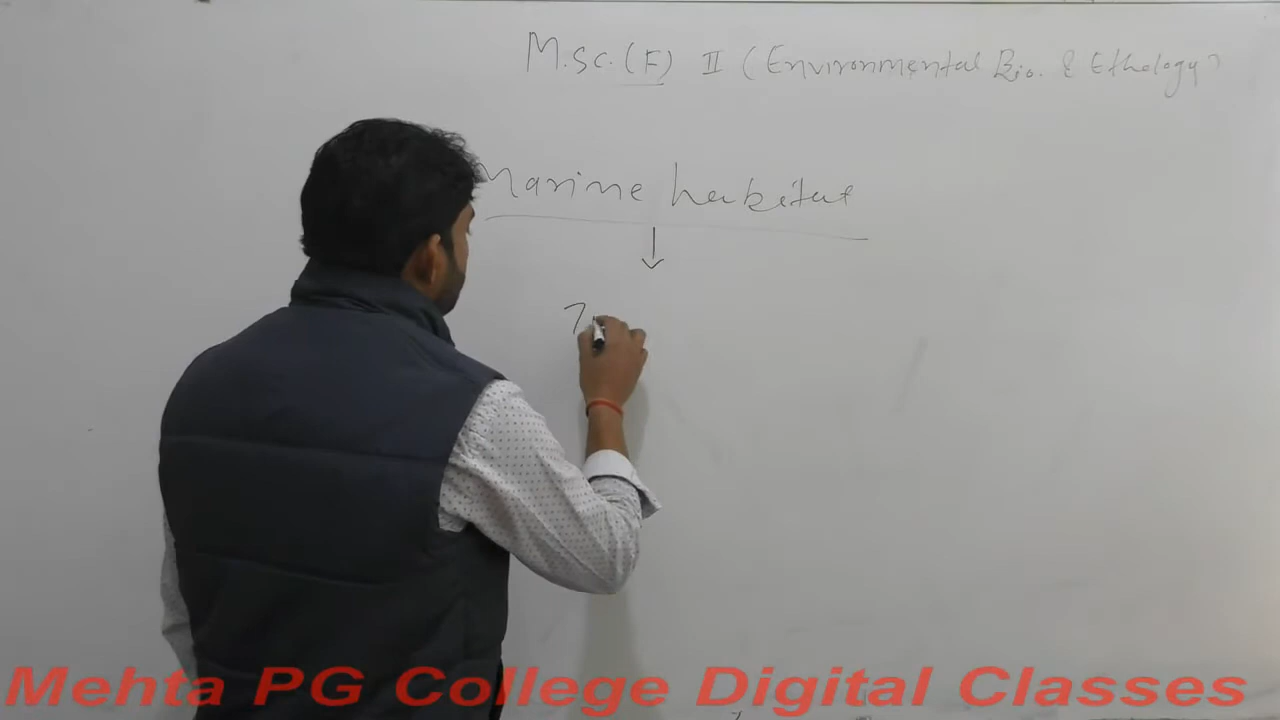 M.Sc. (F) II (Environmental Bio. & Ethology)
Marine habitat
Mehta PG College Digital Classes